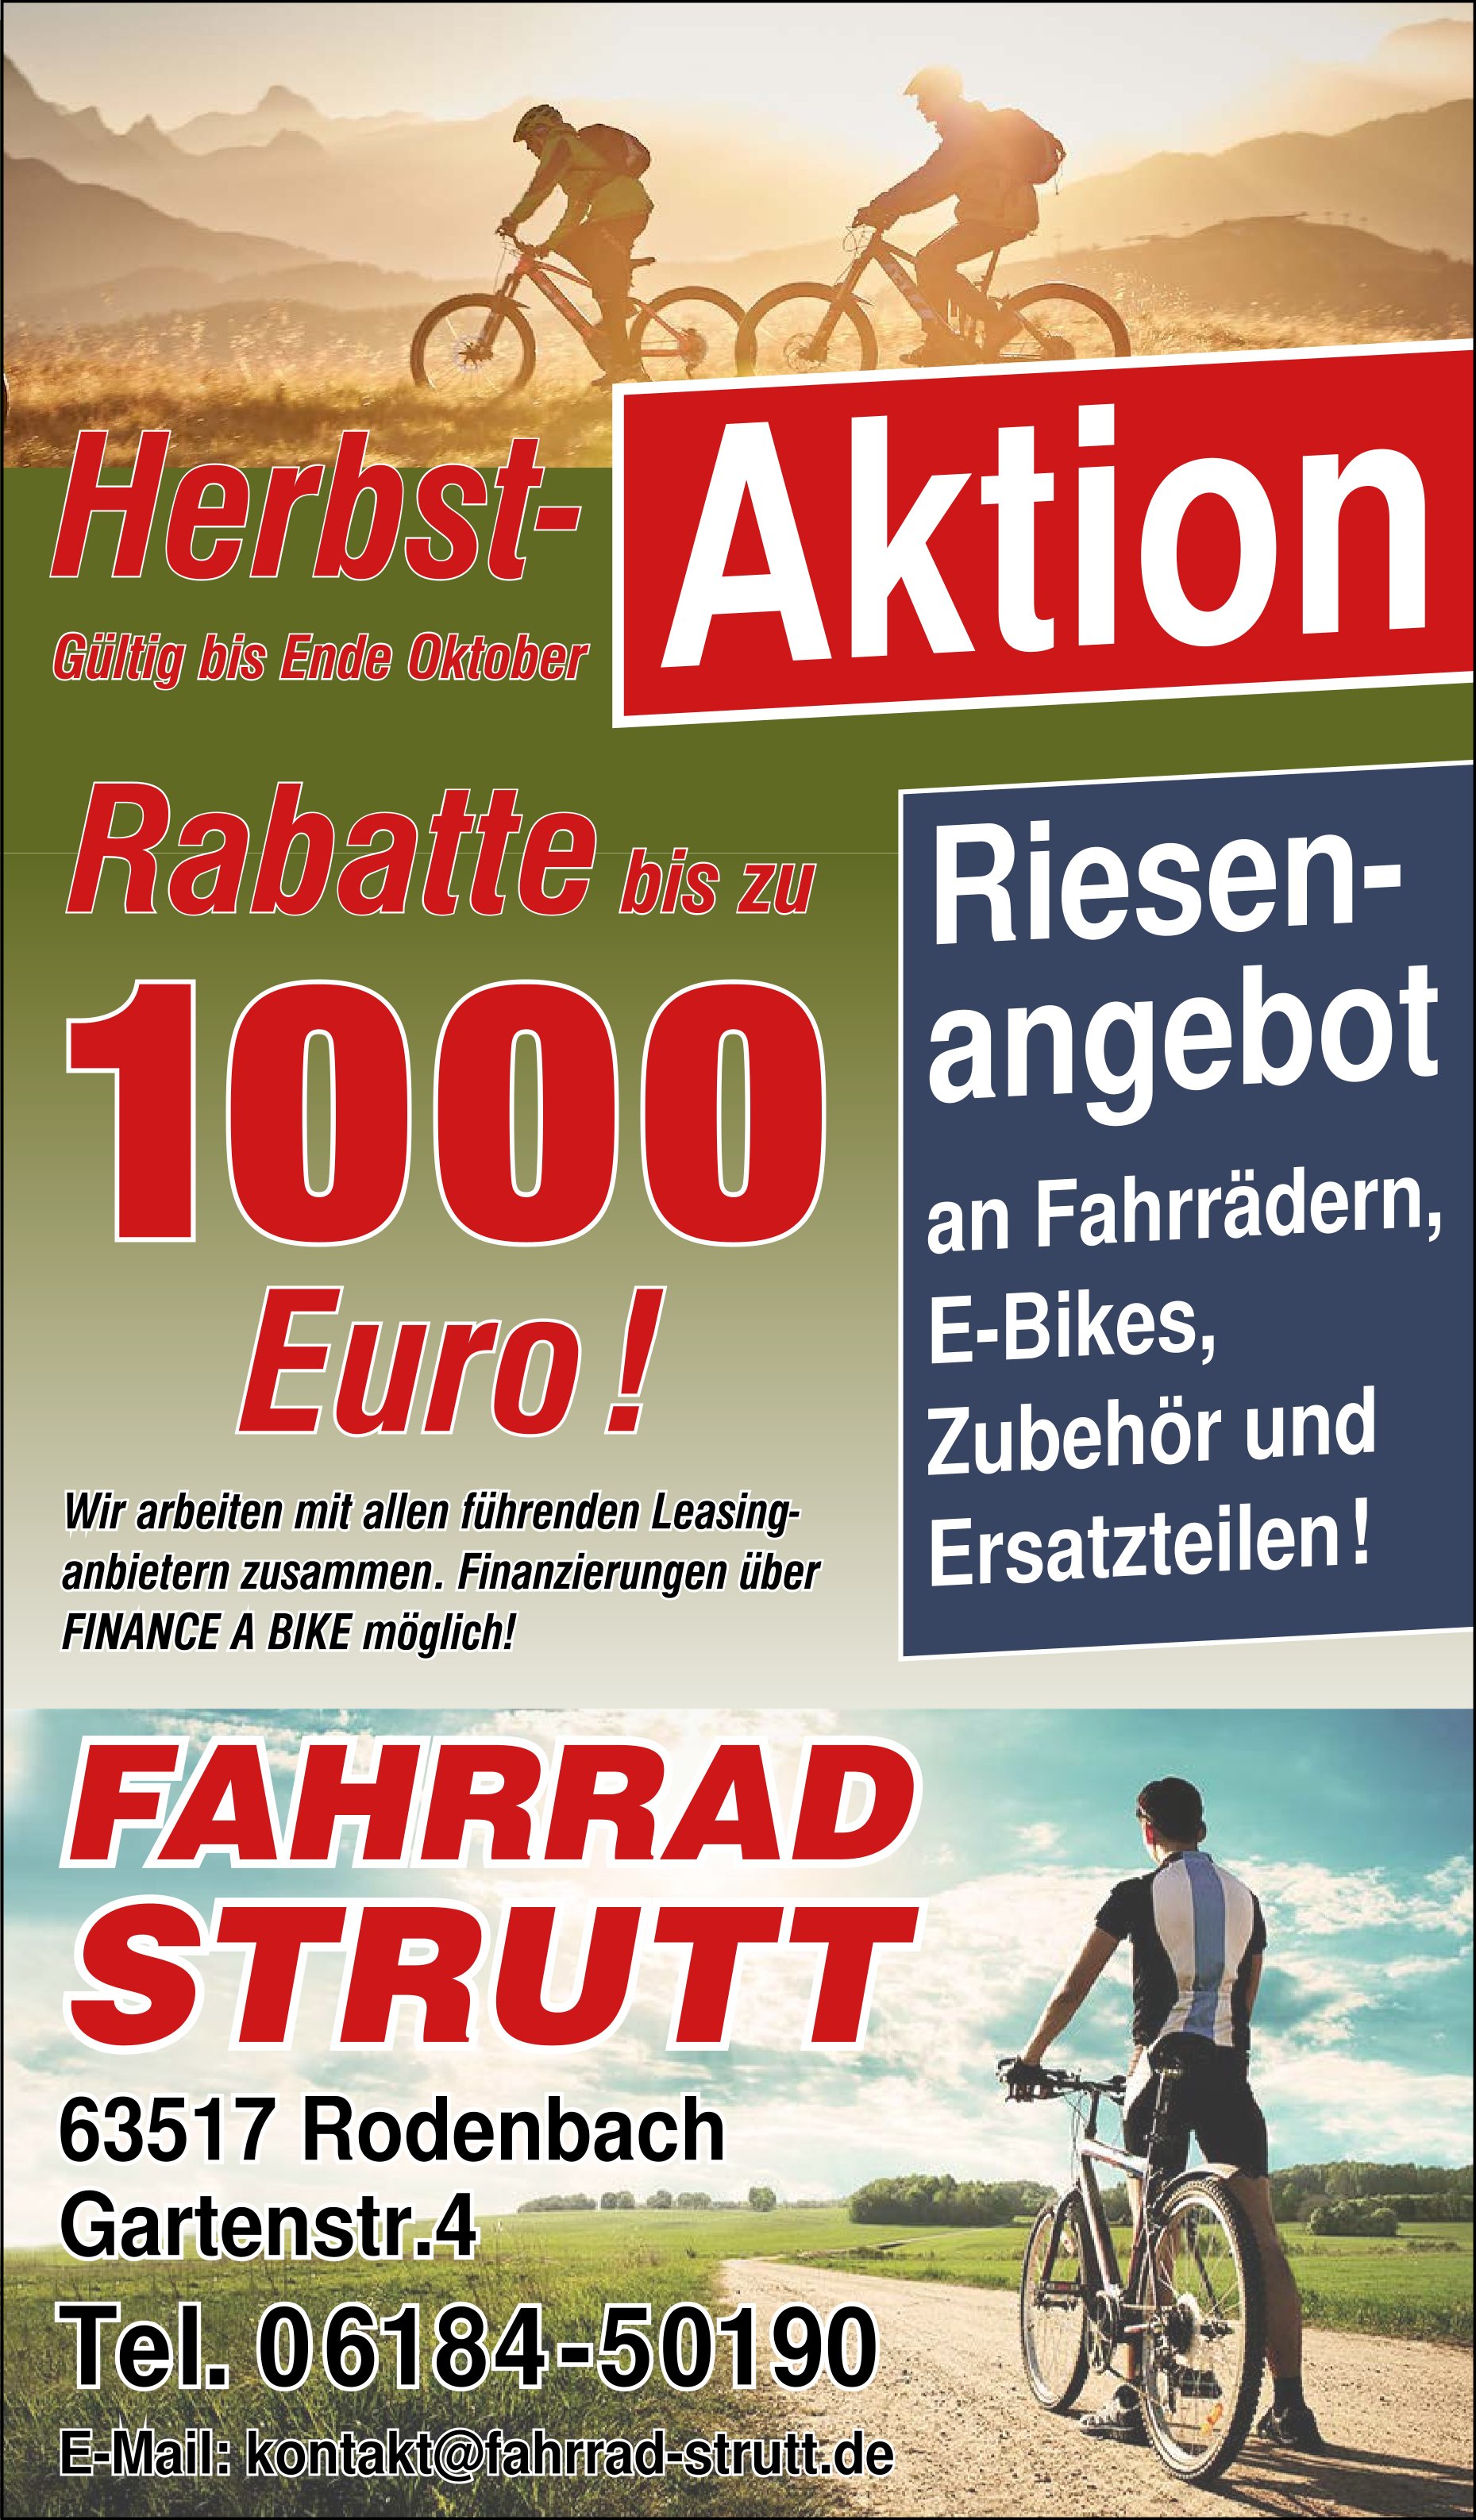 Herbst-
Aktion
Gültig bis Ende Oktober
Rabatte bis zu
1000
Euro!
Wir arbeiten mit allen führenden Leasing-
anbietern zusammen. Finanzierungen über
FINANCE A BIKE möglich!
Riesen-
angebot
an Fahrrädern,
E-Bikes,
Zubehör und
Ersatzteilen!
FAHRRAD
STRUTT
63517 Rodenbach
Gartenstr.4
Tel. 06184-50190
E-Mail: kontakt@fahrrad-strutt.de